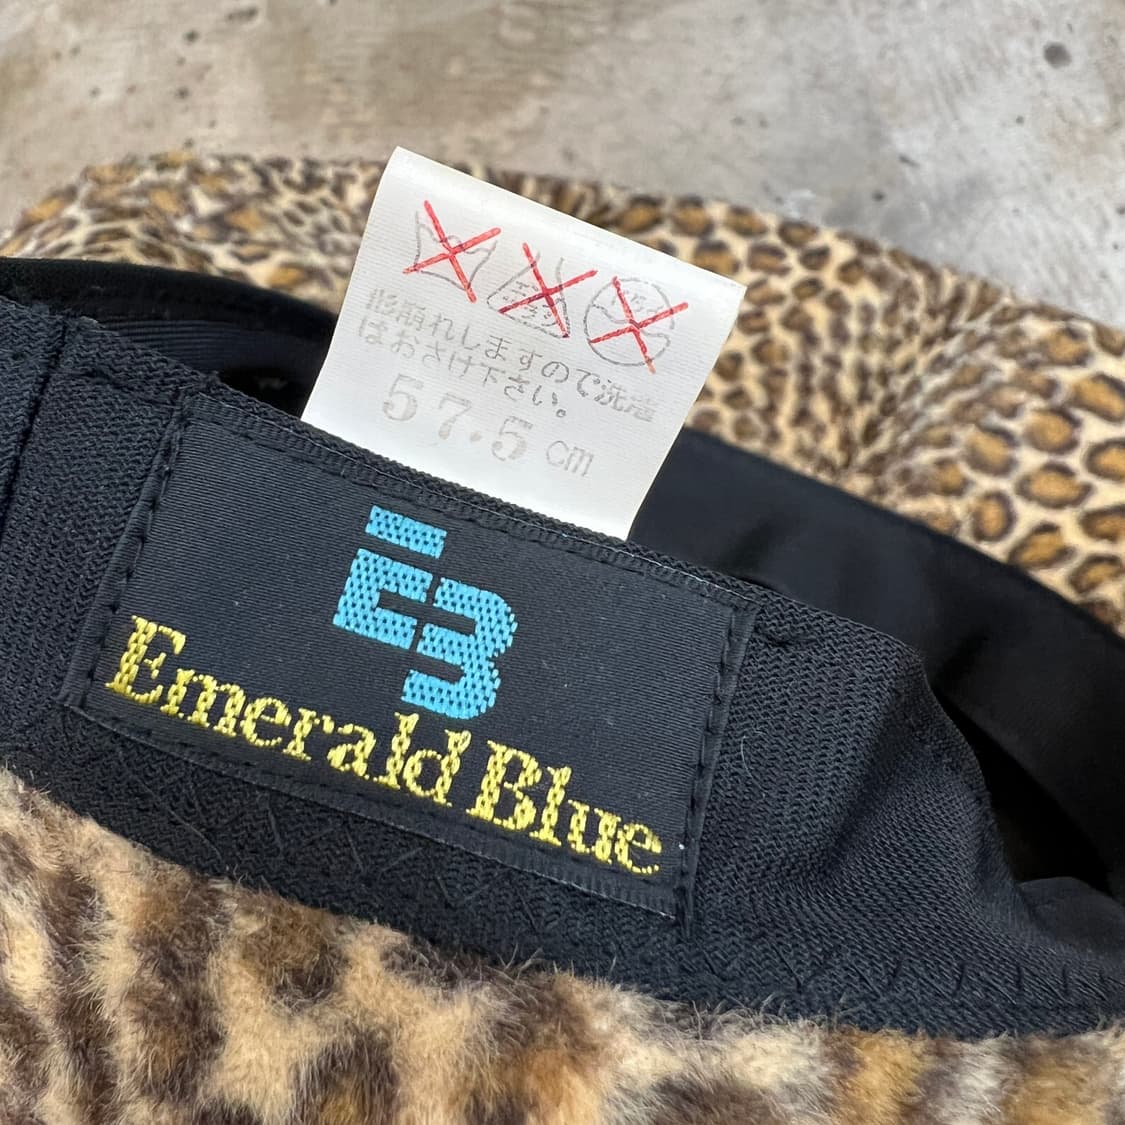 形崩れしますので洗濯
はおさけ下さい。
57.5 cm
EB
Emerald Blue